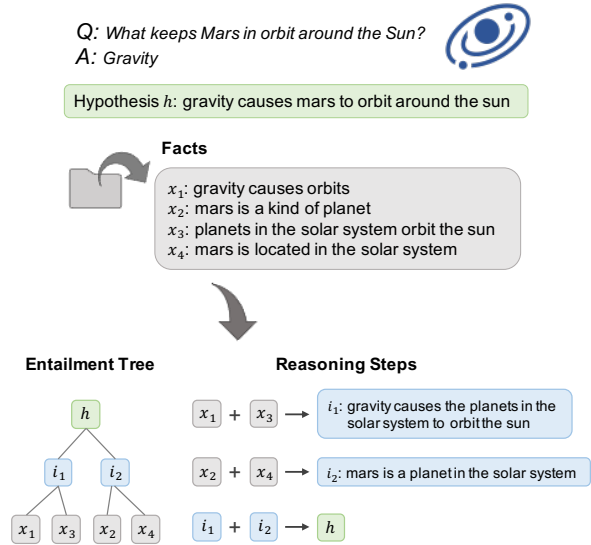 Q: What keeps Mars in orbit around the Sun?
A: Gravity
Hypothesis h: gravity causes mars to orbit around the sun
Facts
x₁: gravity causes orbits
x₂: mars is a kind of planet
x₃: planets in the solar system orbit the sun
x₄: mars is located in the solar system
Entailment Tree
h
i₁ i₂
x₁ x₃ x₂ x₄
Reasoning Steps
x₁ + x₃ → i₁: gravity causes the planets in the
solar system to orbit the sun
x₂ + x₄ → i₂: mars is a planet in the solar system
i₁ + i₂ → h